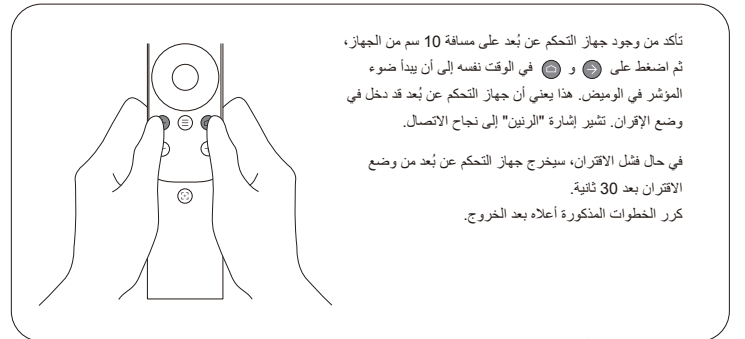 تأكد من وجود جهاز التحكم عن بُعد على مسافة 10 سم من الجهاز،
ثم اضغط على و في الوقت نفسه إلى أن يبدأ ضوء
المؤشر في الوميض. هذا يعني أن جهاز التحكم عن بُعد قد دخل في
وضع الإقران. تشير إشارة "الرنين" إلى نجاح الاتصال.
في حال فشل الاقتران، سيخرج جهاز التحكم عن بُعد من وضع
الاقتران بعد 30 ثانية.
كرر الخطوات المذكورة أعلاه بعد الخروج.